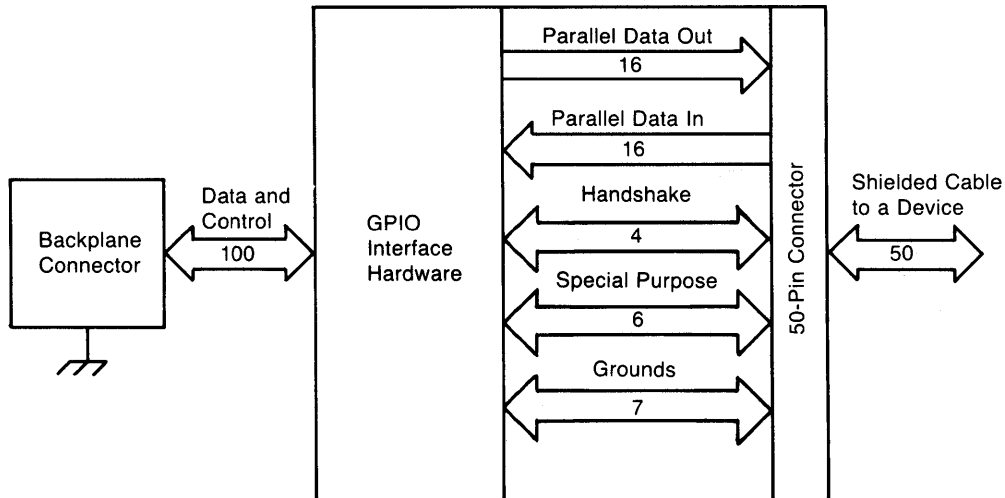 Parallel Data Out
16
Parallel Data In
16
Handshake
4
Special Purpose
6
Grounds
7
Backplane
Connector
Data and
Control
100
GPIO
Interface
Hardware
50-Pin Connector
Shielded Cable
to a Device
50